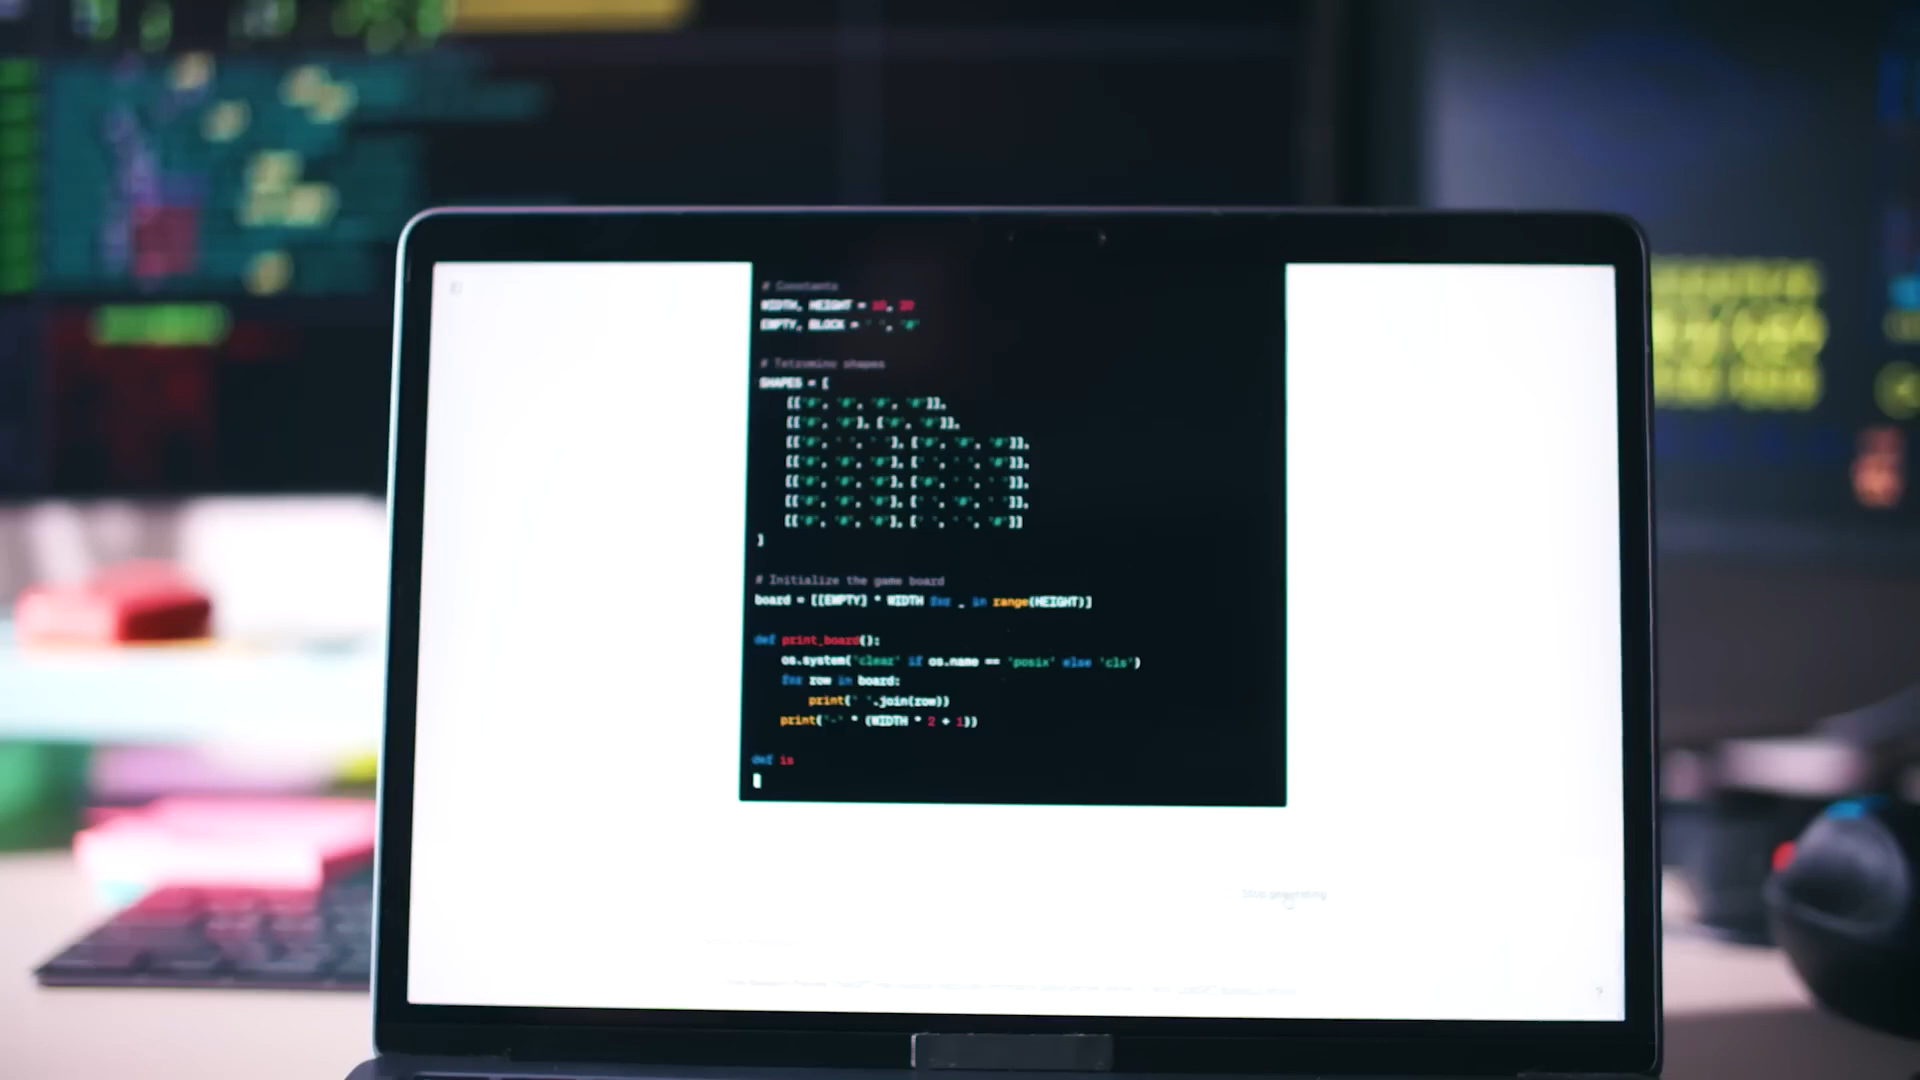 # Constants
WIDTH, HEIGHT = 10, 20
EMPTY, BLOCK = ' ', '#'
# Tetromino shapes
SHAPES = [
[['#', '#', '#', '#']],
[['#', '#'], ['#', '#']],
[['#', ' ', ' '], ['#', '#', '#']],
[['#', '#', '#'], [' ', ' ', '#']],
[['#', '#', '#'], ['#', ' ', ' ']],
[['#', '#', '#'], [' ', '#', ' ']],
[['#', '#', '#'], [' ', ' ', '#']]
]
# Initialize the game board
board = [[EMPTY] * WIDTH for _ in range(HEIGHT)]
def print_board():
os.system('clear' if os.name == 'posix' else 'cls')
for row in board:
print(' '.join(row))
print('-' * (WIDTH * 2 + 1))
def is
Stop generating
?